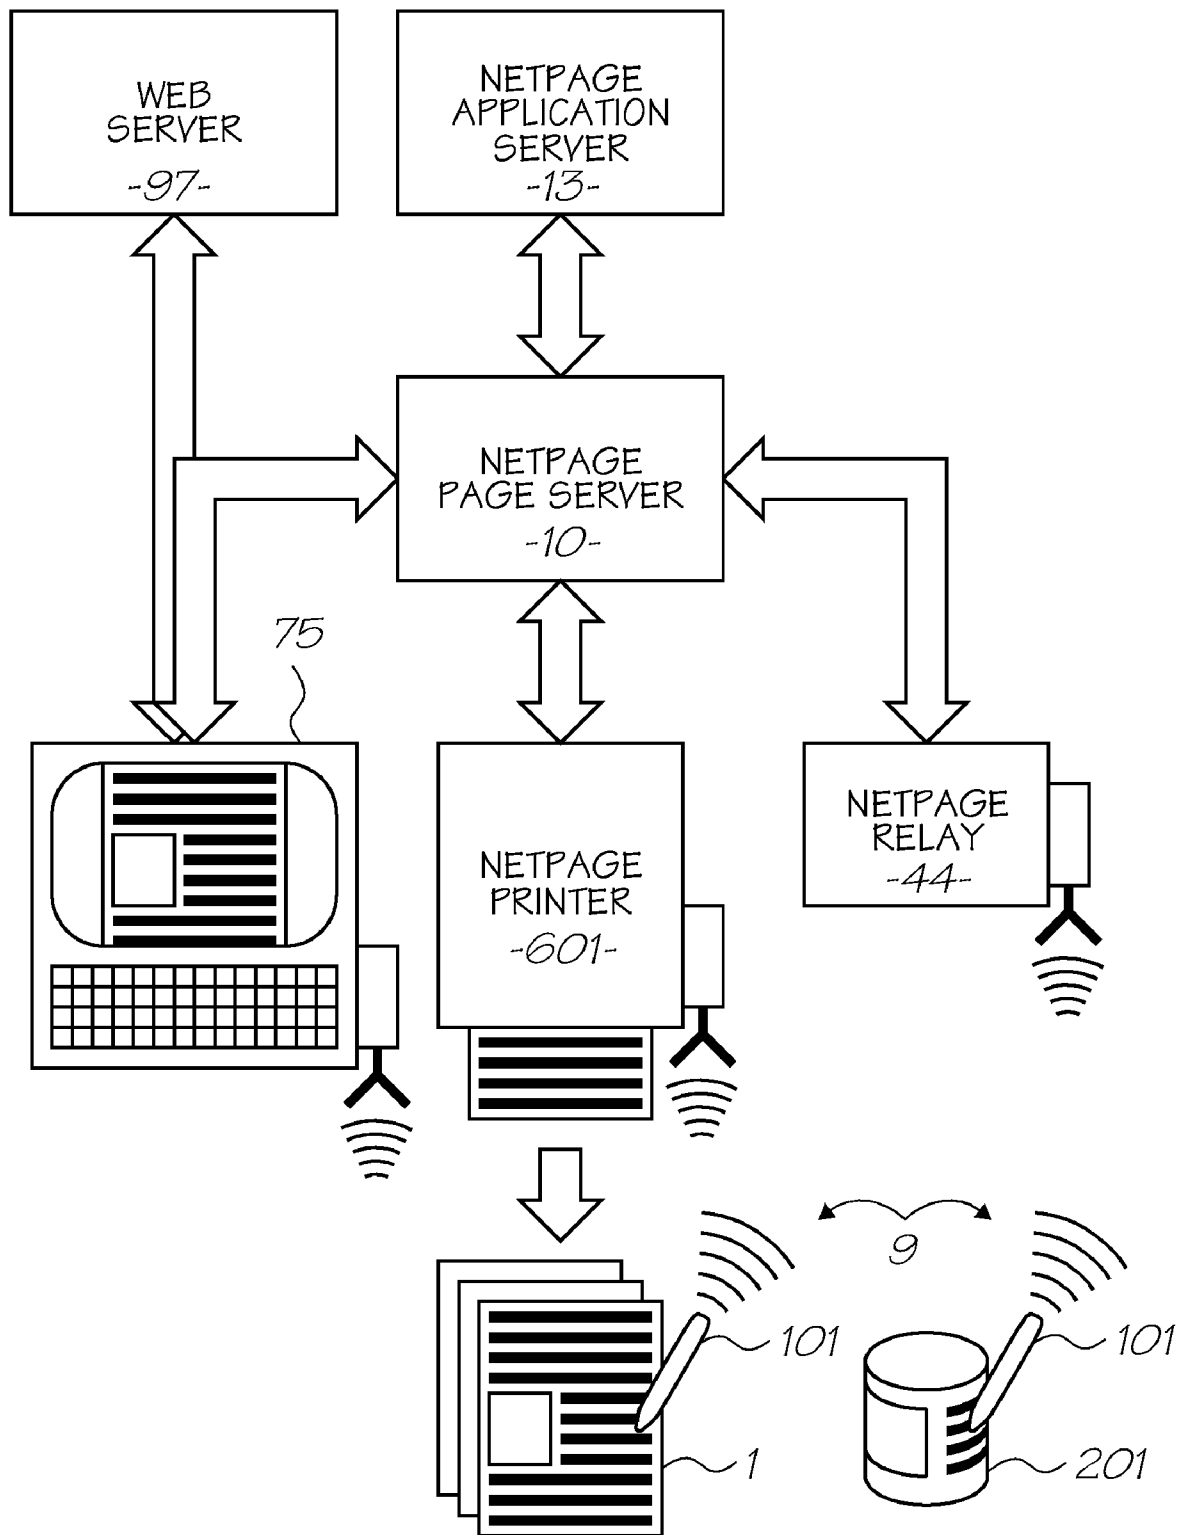 WEB
SERVER
-97-
NETPAGE
APPLICATION
SERVER
-13-
NETPAGE
PAGE SERVER
-10-
75
NETPAGE
PRINTER
-601-
NETPAGE
RELAY
-44-
9
101
101
1
201